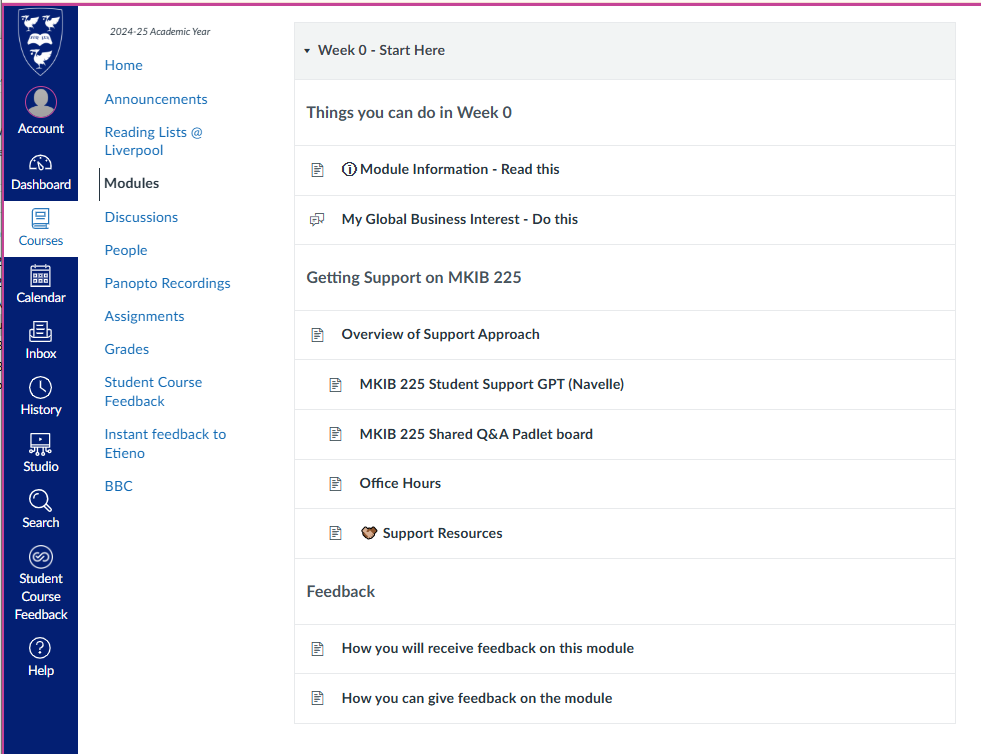 Account
Dashboard
Courses
Calendar
Inbox
History
Studio
Search
Student
Course
Feedback
Help
2024-25 Academic Year
Home
Announcements
Reading Lists @
Liverpool
Modules
Discussions
People
Panopto Recordings
Assignments
Grades
Student Course
Feedback
Instant feedback to
Etieno
BBC
Week 0 - Start Here
Things you can do in Week 0
Module Information - Read this
My Global Business Interest - Do this
Getting Support on MKIB 225
Overview of Support Approach
MKIB 225 Student Support GPT (Navelle)
MKIB 225 Shared Q&A Padlet board
Office Hours
Support Resources
Feedback
How you will receive feedback on this module
How you can give feedback on the module